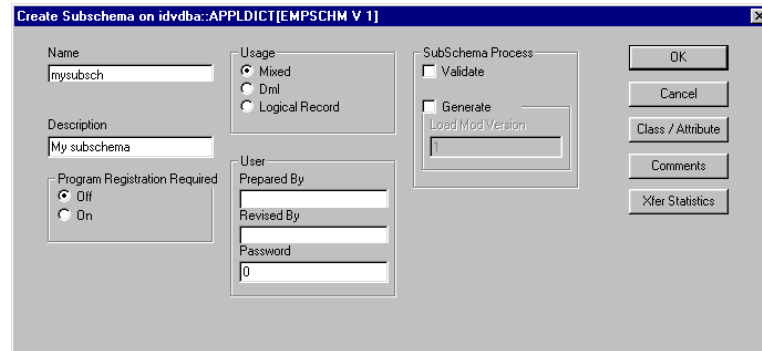 Create Subschema on idvdba::APPLDICT[EMPSCHM V 1]
Name
mysubsch
Description
My subschema
Program Registration Required
Off
On
Usage
Mixed
Dml
Logical Record
User
Prepared By
Revised By
Password
0
SubSchema Process
Validate
Generate
Load Mod Version
1
OK
Cancel
Class / Attribute
Comments
Xfer Statistics